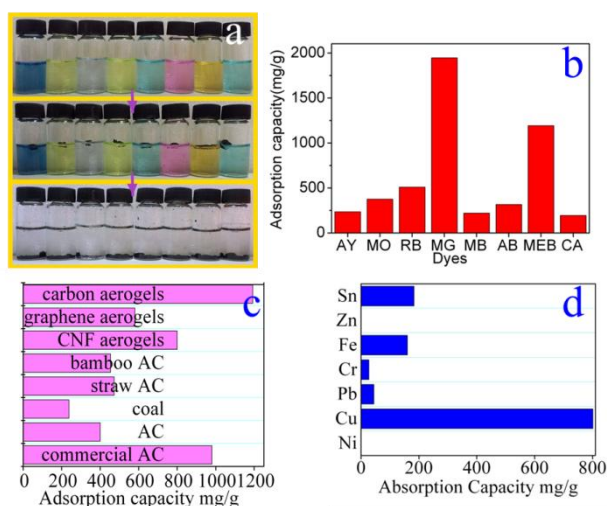 a
b
Adsorption capacity(mg/g)
2000
1500
1000
500
0
AY MO RB MG MB AB MEB CA
Dyes
c
carbon aerogels
graphene aerogels
CNF aerogels
bamboo AC
straw AC
coal
AC
commercial AC
0 200 400 600 800 1000 1200
Adsorption capacity mg/g
d
Sn
Zn
Fe
Cr
Pb
Cu
Ni
0 200 400 600 800
Absorption Capacity mg/g